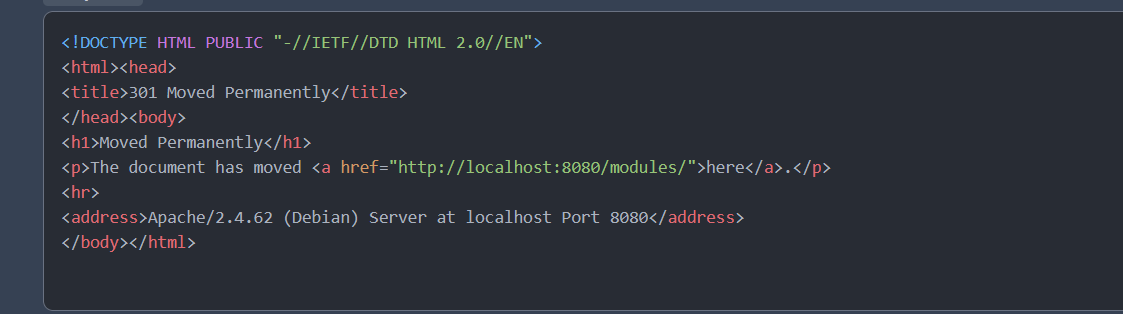 <!DOCTYPE HTML PUBLIC "-//IETF//DTD HTML 2.0//EN">
<html><head>
<title>301 Moved Permanently</title>
</head><body>
<h1>Moved Permanently</h1>
<p>The document has moved <a href="http://localhost:8080/modules/">here</a>.</p>
<hr>
<address>Apache/2.4.62 (Debian) Server at localhost Port 8080</address>
</body></html>